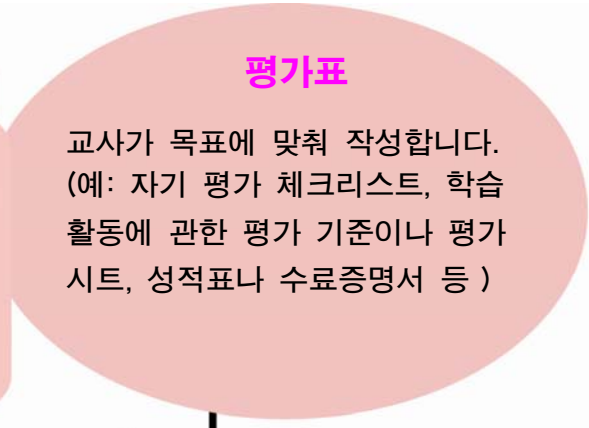 평가표
교사가 목표에 맞춰 작성합니다.
(예: 자기 평가 체크리스트, 학습
활동에 관한 평가 기준이나 평가
시트, 성적표나 수료증명서 등 )